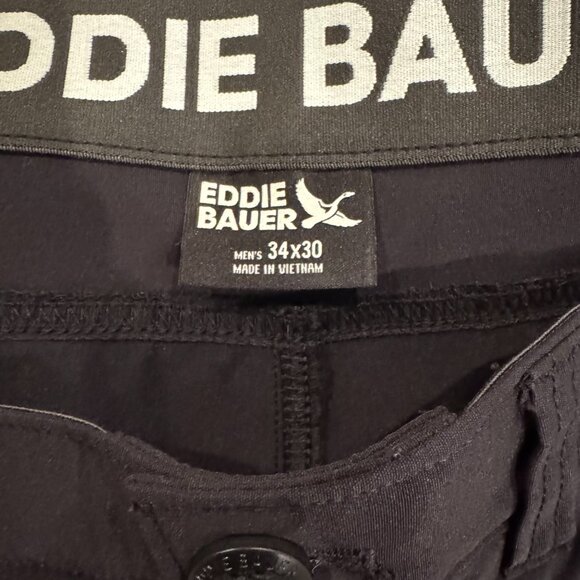 DDIE BAU
EDDIE
BAUER
MEN'S 34x30
MADE IN VIETNAM